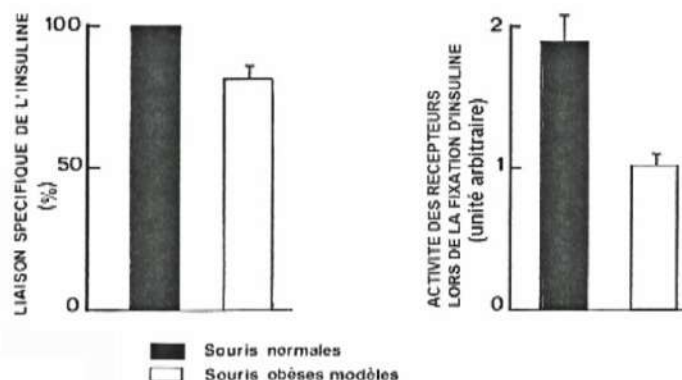 LIAISON SPECIFIQUE DE L'INSULINE
(%)
100
50
0
ACTIVITE DES RECEPTEURS
LORS DE LA FIXATION D'INSULINE
(unité arbitraire)
2
1
0
Souris normales
Souris obèses modèles